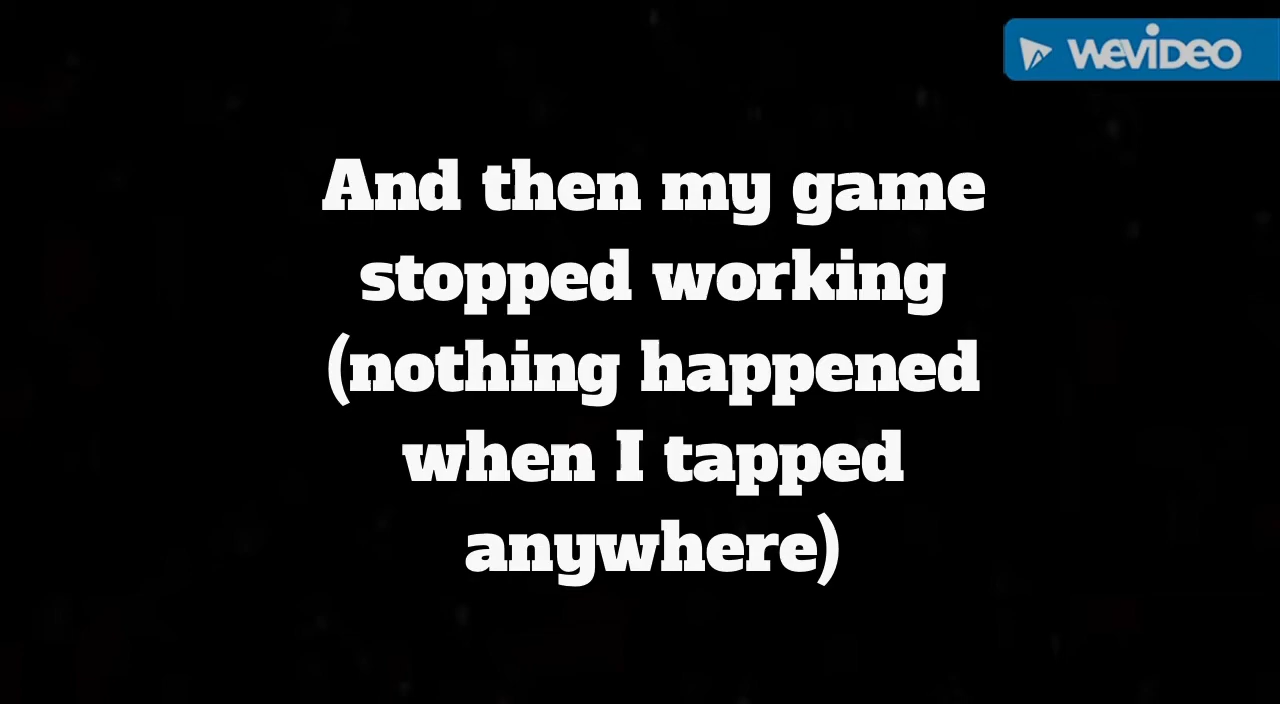 WEVIDEO
And then my game
stopped working
(nothing happened
when I tapped
anywhere)